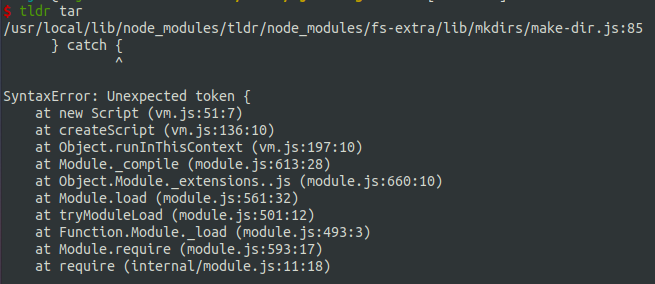 $ tldr tar
/usr/local/lib/node_modules/tldr/node_modules/fs-extra/lib/mkdirs/make-dir.js:85
      } catch {
              ^

SyntaxError: Unexpected token {
    at new Script (vm.js:51:7)
    at createScript (vm.js:136:10)
    at Object.runInThisContext (vm.js:197:10)
    at Module._compile (module.js:613:28)
    at Object.Module._extensions..js (module.js:660:10)
    at Module.load (module.js:561:32)
    at tryModuleLoad (module.js:501:12)
    at Function.Module._load (module.js:493:3)
    at Module.require (module.js:593:17)
    at require (internal/module.js:11:18)